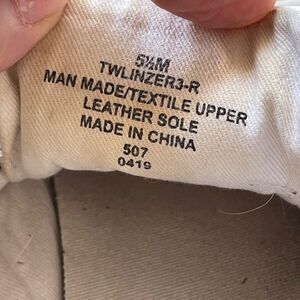 5½M
TWLINZER3-R
MAN MADE/TEXTILE UPPER
LEATHER SOLE
MADE IN CHINA
507
0419